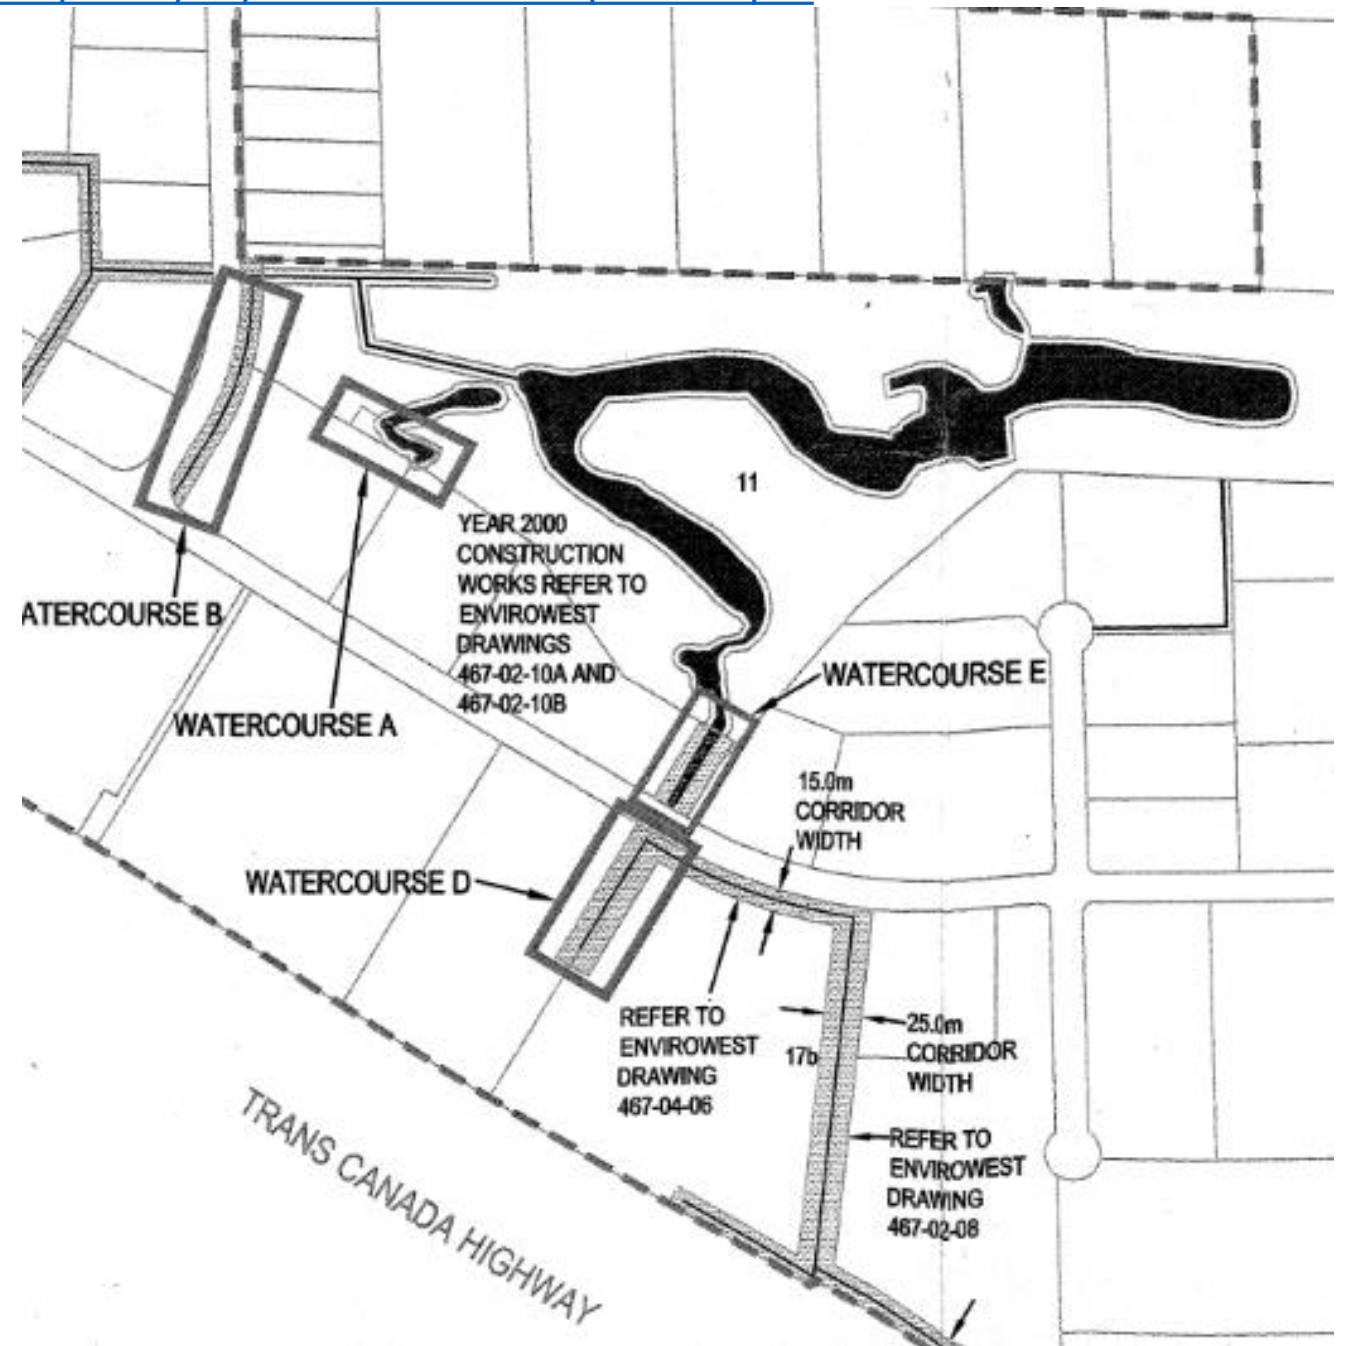 11
YEAR 2000
CONSTRUCTION
WORKS REFER TO
ENVIROWEST
DRAWINGS
467-02-10A AND
467-02-10B
ATERCOURSE B
WATERCOURSE A
WATERCOURSE E
15.0m
CORRIDOR
WIDTH
WATERCOURSE D
REFER TO
ENVIROWEST
DRAWING
467-04-06
17b
25.0m
CORRIDOR
WIDTH
REFER TO
ENVIROWEST
DRAWING
467-02-08
TRANS CANADA HIGHWAY